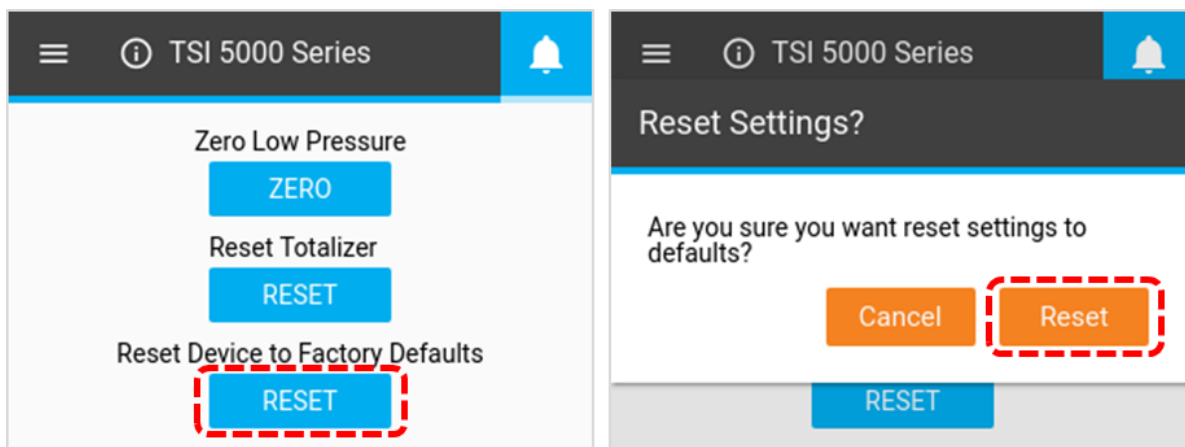 TSI 5000 Series
Zero Low Pressure
ZERO
Reset Totalizer
RESET
Reset Device to Factory Defaults
RESET
TSI 5000 Series
Reset Settings?
Are you sure you want reset settings to
defaults?
Cancel Reset
RESET